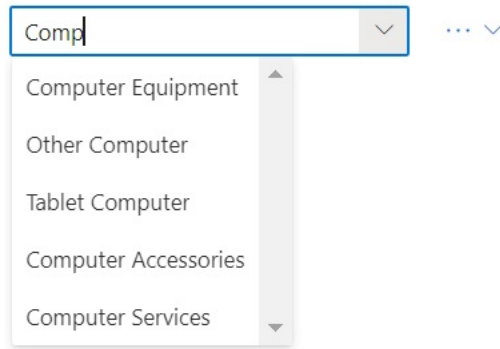 Comp
Computer Equipment
Other Computer
Tablet Computer
Computer Accessories
Computer Services